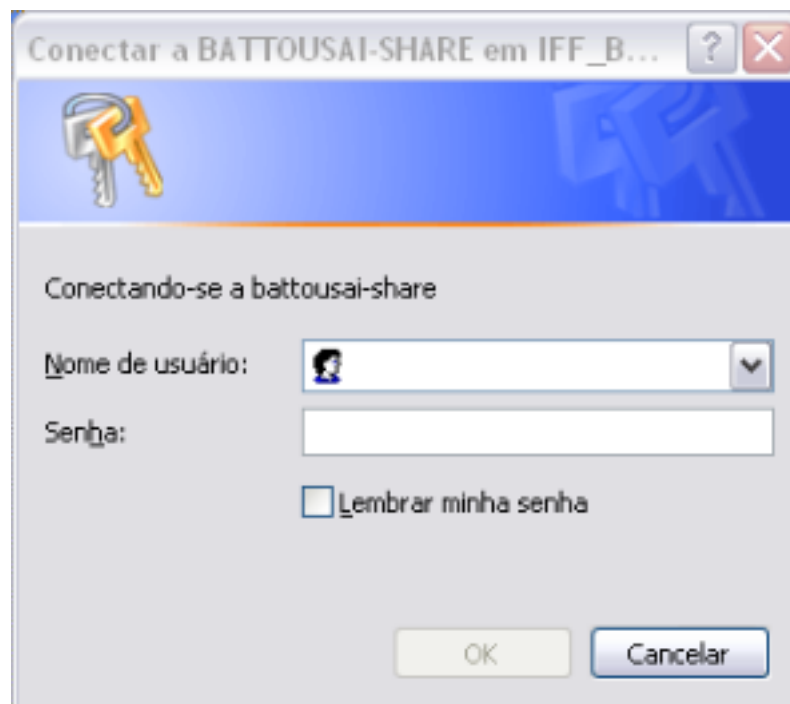 Conectar a BATTOUSAI-SHARE em IFF_B...
Conectando-se a battousai-share
Nome de usuário:
Senha:
Lembrar minha senha
OK
Cancelar